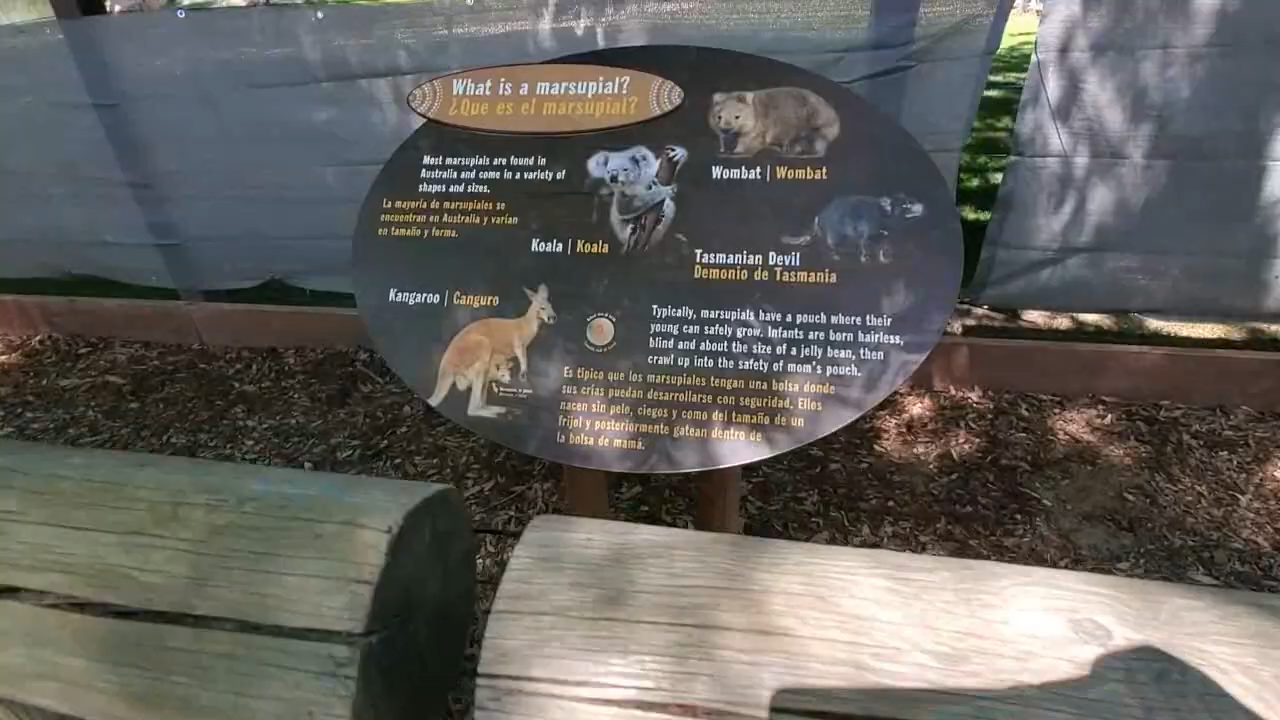 What is a marsupial?
¿Que es el marsupial?
Most marsupials are found in
Australia and come in a variety of
shapes and sizes.
La mayoría de marsupiales se
encuentran en Australia y varían
en tamaño y forma.
Wombat | Wombat
Koala | Koala
Tasmanian Devil
Demonio de Tasmania
Kangaroo | Canguro
Typically, marsupials have a pouch where their
young can safely grow. Infants are born hairless,
blind and about the size of a jelly bean, then
crawl up into the safety of mom's pouch.
Es típico que los marsupiales tengan una bolsa donde
sus crías puedan desarrollarse con seguridad. Elles
nacen sin pelo, ciegos y como del tamaño de un
frijol y posteriormente gatean dentro de
la bolsa de mamá.